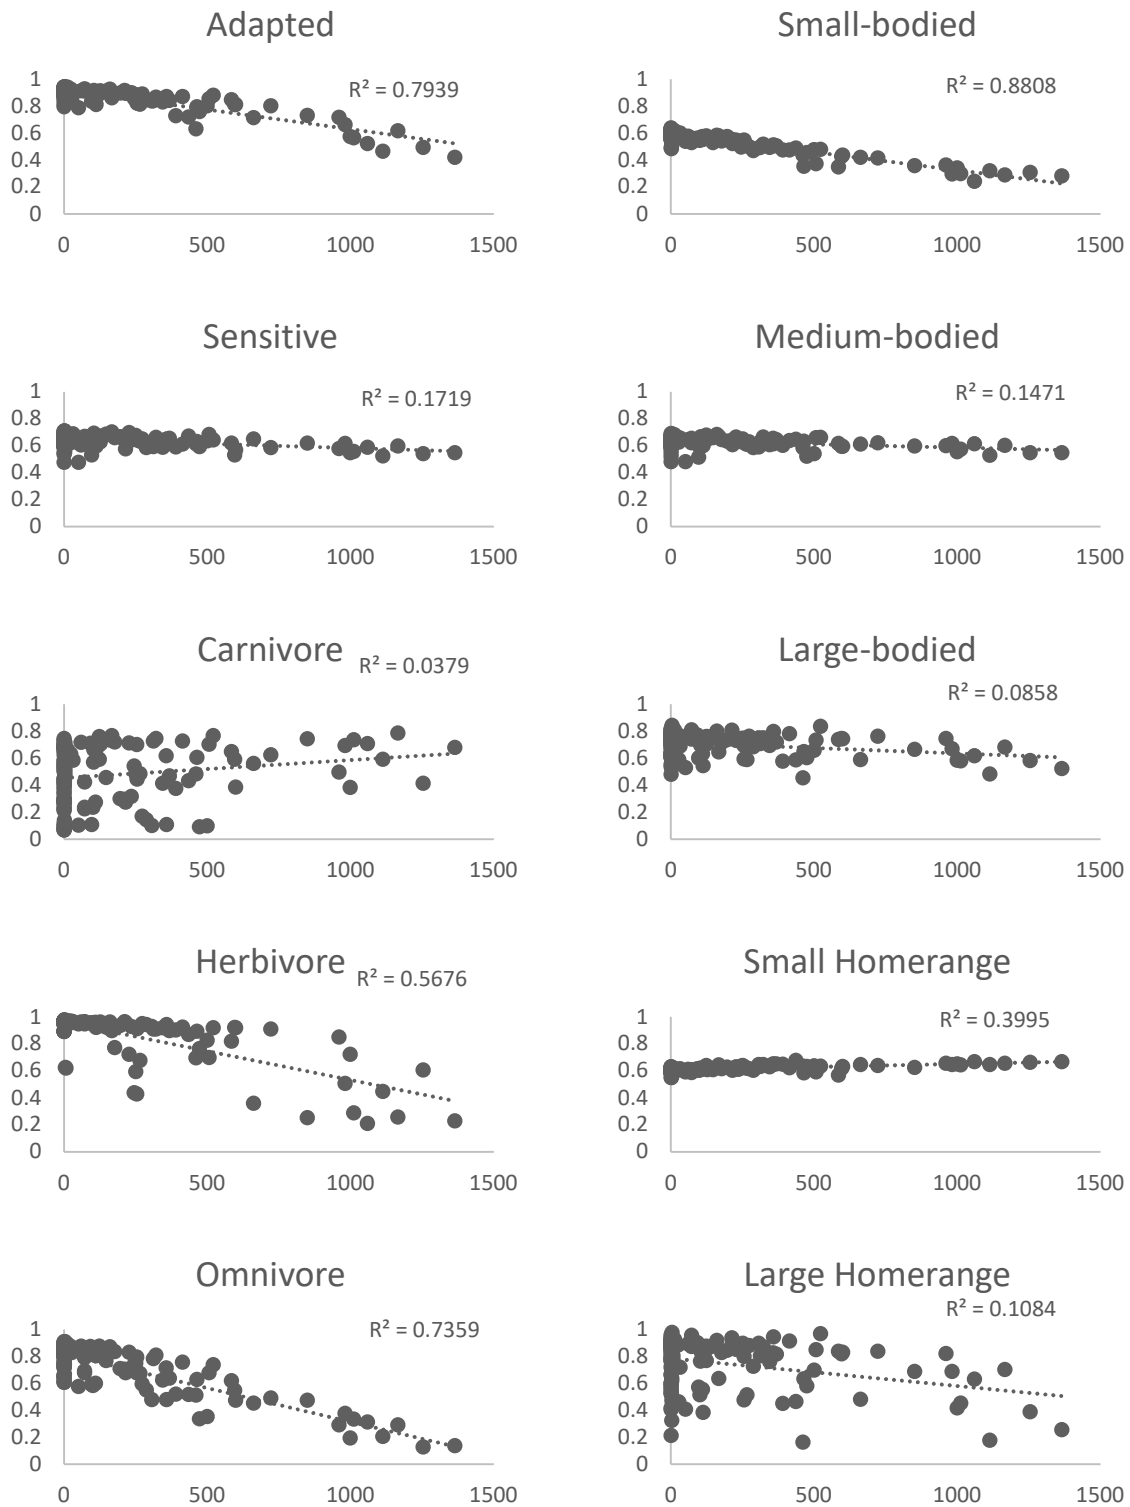 Adapted
R² = 0.7939
1
0.8
0.6
0.4
0.2
0
0 500 1000 1500
Small-bodied
R² = 0.8808
1
0.8
0.6
0.4
0.2
0
0 500 1000 1500
Sensitive
R² = 0.1719
1
0.8
0.6
0.4
0.2
0
0 500 1000 1500
Medium-bodied
R² = 0.1471
1
0.8
0.6
0.4
0.2
0
0 500 1000 1500
Carnivore
R² = 0.0379
1
0.8
0.6
0.4
0.2
0
0 500 1000 1500
Large-bodied
R² = 0.0858
1
0.8
0.6
0.4
0.2
0
0 500 1000 1500
Herbivore
R² = 0.5676
1
0.8
0.6
0.4
0.2
0
0 500 1000 1500
Small Homerange
R² = 0.3995
1
0.8
0.6
0.4
0.2
0
0 500 1000 1500
Omnivore
R² = 0.7359
1
0.8
0.6
0.4
0.2
0
0 500 1000 1500
Large Homerange
R² = 0.1084
1
0.8
0.6
0.4
0.2
0
0 500 1000 1500